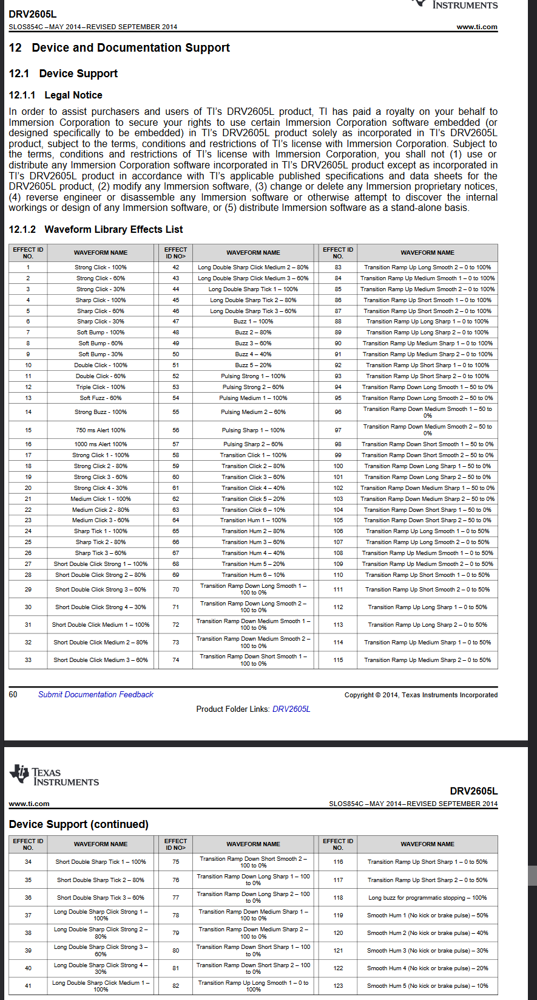 INSTRUMENTS
DRV2605L
SLOS854C –MAY 2014–REVISED SEPTEMBER 2014
www.ti.com
12 Device and Documentation Support
12.1 Device Support
12.1.1 Legal Notice
In order to assist purchasers and users of TI's DRV2605L product, TI has paid a royalty on your behalf to
Immersion Corporation to secure your rights to use certain Immersion Corporation software embedded (or
designed specifically to be embedded) in TI's DRV2605L product solely as incorporated in TI's DRV2605L
product, subject to the terms, conditions and restrictions of TI's license with Immersion Corporation. Subject to
the terms, conditions and restrictions of TI's license with Immersion Corporation, you shall not (1) use or
distribute any Immersion Corporation software incorporated in TI's DRV2605L product except as incorporated in
TI's DRV2605L product in accordance with TI's applicable published specifications and data sheets for the
DRV2605L product, (2) modify any Immersion software, (3) change or delete any Immersion proprietary notices,
(4) reverse engineer or disassemble any Immersion software or otherwise attempt to discover the internal
workings or design of any Immersion software, or (5) distribute Immersion software as a stand-alone basis.
12.1.2 Waveform Library Effects List
EFFECT ID NO. WAVEFORM NAME EFFECT ID NO> WAVEFORM NAME EFFECT ID NO. WAVEFORM NAME
1 Strong Click - 100% 42 Long Double Sharp Click Medium 2 – 80% 83 Transition Ramp Up Long Smooth 2 – 0 to 100%
2 Strong Click - 60% 43 Long Double Sharp Click Medium 3 – 60% 84 Transition Ramp Up Medium Smooth 1 – 0 to 100%
3 Strong Click - 30% 44 Long Double Sharp Tick 1 – 100% 85 Transition Ramp Up Medium Smooth 2 – 0 to 100%
4 Sharp Click - 100% 45 Long Double Sharp Tick 2 – 80% 86 Transition Ramp Up Short Smooth 1 – 0 to 100%
5 Sharp Click - 60% 46 Long Double Sharp Tick 3 – 60% 87 Transition Ramp Up Short Smooth 2 – 0 to 100%
6 Sharp Click - 30% 47 Buzz 1 – 100% 88 Transition Ramp Up Long Sharp 1 – 0 to 100%
7 Soft Bump - 100% 48 Buzz 2 – 80% 89 Transition Ramp Up Long Sharp 2 – 0 to 100%
8 Soft Bump - 60% 49 Buzz 3 – 60% 90 Transition Ramp Up Medium Sharp 1 – 0 to 100%
9 Soft Bump - 30% 50 Buzz 4 – 40% 91 Transition Ramp Up Medium Sharp 2 – 0 to 100%
10 Double Click - 100% 51 Buzz 5 – 20% 92 Transition Ramp Up Short Sharp 1 – 0 to 100%
11 Double Click - 60% 52 Pulsing Strong 1 – 100% 93 Transition Ramp Up Short Sharp 2 – 0 to 100%
12 Triple Click - 100% 53 Pulsing Strong 2 – 60% 94 Transition Ramp Down Long Smooth 1 – 50 to 0%
13 Soft Fuzz - 60% 54 Pulsing Medium 1 – 100% 95 Transition Ramp Down Long Smooth 2 – 50 to 0%
14 Strong Buzz - 100% 55 Pulsing Medium 2 – 60% 96 Transition Ramp Down Medium Smooth 1 – 50 to 0%
15 750 ms Alert 100% 56 Pulsing Sharp 1 – 100% 97 Transition Ramp Down Medium Smooth 2 – 50 to 0%
16 1000 ms Alert 100% 57 Pulsing Sharp 2 – 60% 98 Transition Ramp Down Short Smooth 1 – 50 to 0%
17 Strong Click 1 - 100% 58 Transition Click 1 – 100% 99 Transition Ramp Down Short Smooth 2 – 50 to 0%
18 Strong Click 2 - 80% 59 Transition Click 2 – 80% 100 Transition Ramp Down Long Sharp 1 – 50 to 0%
19 Strong Click 3 - 60% 60 Transition Click 3 – 60% 101 Transition Ramp Down Long Sharp 2 – 50 to 0%
20 Strong Click 4 - 30% 61 Transition Click 4 – 40% 102 Transition Ramp Down Medium Sharp 1 – 50 to 0%
21 Medium Click 1 - 100% 62 Transition Click 5 – 20% 103 Transition Ramp Down Medium Sharp 2 – 50 to 0%
22 Medium Click 2 - 80% 63 Transition Click 6 – 10% 104 Transition Ramp Down Short Sharp 1 – 50 to 0%
23 Medium Click 3 - 60% 64 Transition Hum 1 – 100% 105 Transition Ramp Down Short Sharp 2 – 50 to 0%
24 Sharp Tick 1 - 100% 65 Transition Hum 2 – 80% 106 Transition Ramp Up Long Smooth 1 – 0 to 50%
25 Sharp Tick 2 - 80% 66 Transition Hum 3 – 60% 107 Transition Ramp Up Long Smooth 2 – 0 to 50%
26 Sharp Tick 3 – 60% 67 Transition Hum 4 – 40% 108 Transition Ramp Up Medium Smooth 1 – 0 to 50%
27 Short Double Click Strong 1 – 100% 68 Transition Hum 5 – 20% 109 Transition Ramp Up Medium Smooth 2 – 0 to 50%
28 Short Double Click Strong 2 – 80% 69 Transition Hum 6 – 10% 110 Transition Ramp Up Short Smooth 1 – 0 to 50%
29 Short Double Click Strong 3 – 60% 70 Transition Ramp Down Long Smooth 1 – 100 to 0% 111 Transition Ramp Up Short Smooth 2 – 0 to 50%
30 Short Double Click Strong 4 – 30% 71 Transition Ramp Down Long Smooth 2 – 100 to 0% 112 Transition Ramp Up Long Sharp 1 – 0 to 50%
31 Short Double Click Medium 1 – 100% 72 Transition Ramp Down Medium Smooth 1 – 100 to 0% 113 Transition Ramp Up Long Sharp 2 – 0 to 50%
32 Short Double Click Medium 2 – 80% 73 Transition Ramp Down Medium Smooth 2 – 100 to 0% 114 Transition Ramp Up Medium Sharp 1 – 0 to 50%
33 Short Double Click Medium 3 – 60% 74 Transition Ramp Down Short Smooth 1 – 100 to 0% 115 Transition Ramp Up Medium Sharp 2 – 0 to 50%
60 Submit Documentation Feedback Copyright © 2014, Texas Instruments Incorporated
Product Folder Links: DRV2605L
TEXAS
INSTRUMENTS
DRV2605L
www.ti.com SLOS854C –MAY 2014–REVISED SEPTEMBER 2014
Device Support (continued)
EFFECT ID NO. WAVEFORM NAME EFFECT ID NO> WAVEFORM NAME EFFECT ID NO. WAVEFORM NAME
34 Short Double Sharp Tick 1 – 100% 75 Transition Ramp Down Short Smooth 2 – 100 to 0% 116 Transition Ramp Up Short Sharp 1 – 0 to 50%
35 Short Double Sharp Tick 2 – 80% 76 Transition Ramp Down Long Sharp 1 – 100 to 0% 117 Transition Ramp Up Short Sharp 2 – 0 to 50%
36 Short Double Sharp Tick 3 – 60% 77 Transition Ramp Down Long Sharp 2 – 100 to 0% 118 Long buzz for programmatic stopping – 100%
37 Long Double Sharp Click Strong 1 – 100% 78 Transition Ramp Down Medium Sharp 1 – 100 to 0% 119 Smooth Hum 1 (No kick or brake pulse) – 50%
38 Long Double Sharp Click Strong 2 – 80% 79 Transition Ramp Down Medium Sharp 2 – 100 to 0% 120 Smooth Hum 2 (No kick or brake pulse) – 40%
39 Long Double Sharp Click Strong 3 – 60% 80 Transition Ramp Down Short Sharp 1 – 100 to 0% 121 Smooth Hum 3 (No kick or brake pulse) – 30%
40 Long Double Sharp Click Strong 4 – 30% 81 Transition Ramp Down Short Sharp 2 – 100 to 0% 122 Smooth Hum 4 (No kick or brake pulse) – 20%
41 Long Double Sharp Click Medium 1 – 100% 82 Transition Ramp Up Long Smooth 1 – 0 to 100% 123 Smooth Hum 5 (No kick or brake pulse) – 10%